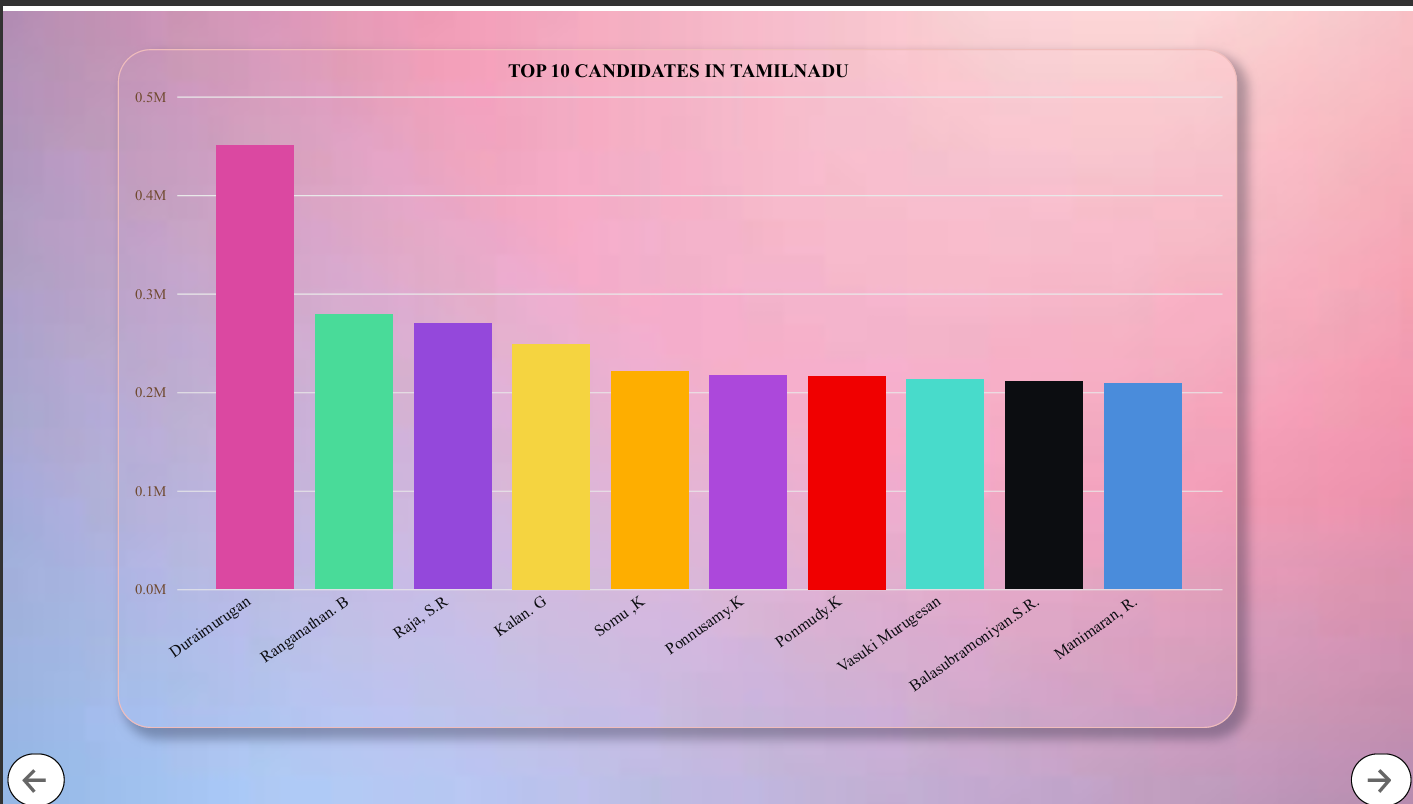 TOP 10 CANDIDATES IN TAMILNADU
0.5M
0.4M
0.3M
0.2M
0.1M
0.0M
Duraimurugan
Ranganathan. B
Raja, S.R
Kalan. G
Somu ,K
Ponnusamy.K
Ponmudy.K
Vasuki Murugesan
Balasubramoniyan.S.R.
Manimaran, R.